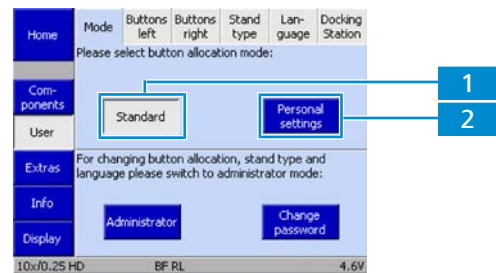 Home
Mode
Buttons
left
Buttons
right
Stand
type
Lan-
guage
Docking
Station
Please select button allocation mode:
Com-
ponents
Standard
Personal
settings
1
2
User
For changing button allocation, stand type and
language please switch to administrator mode:
Extras
Info
Administrator
Change
password
Display
10x/0.25 HD BF RL 4.6V